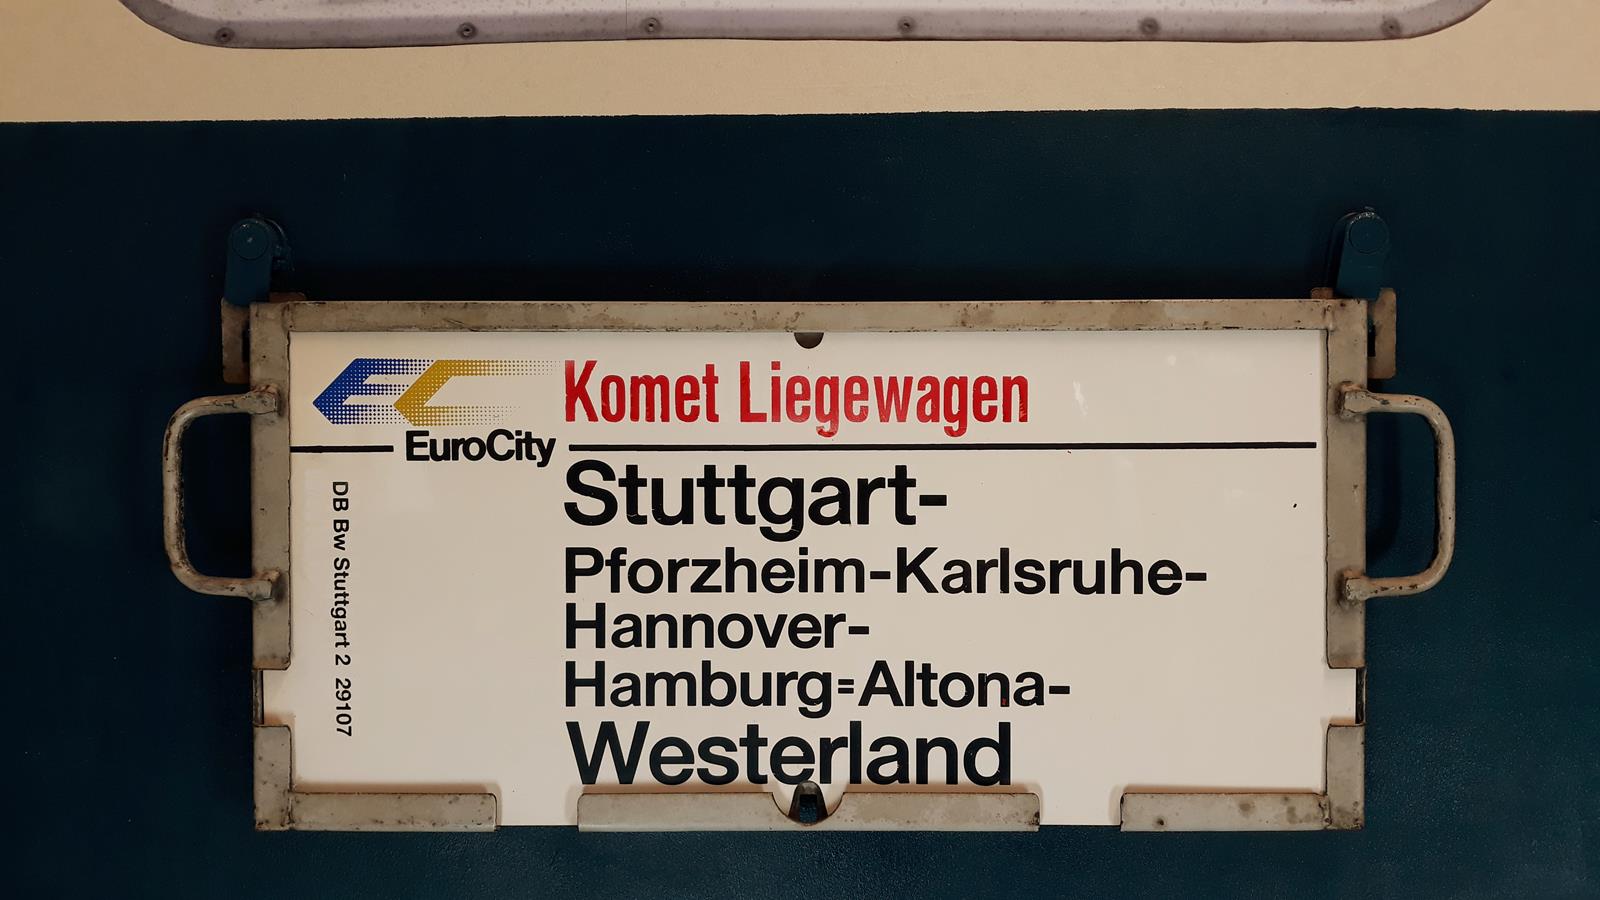 EC Komet Liegewagen
EuroCity
Stuttgart-
Pforzheim-Karlsruhe-
Hannover-
Hamburg=Altona-
Westerland
DB Bw Stuttgart 2 29107